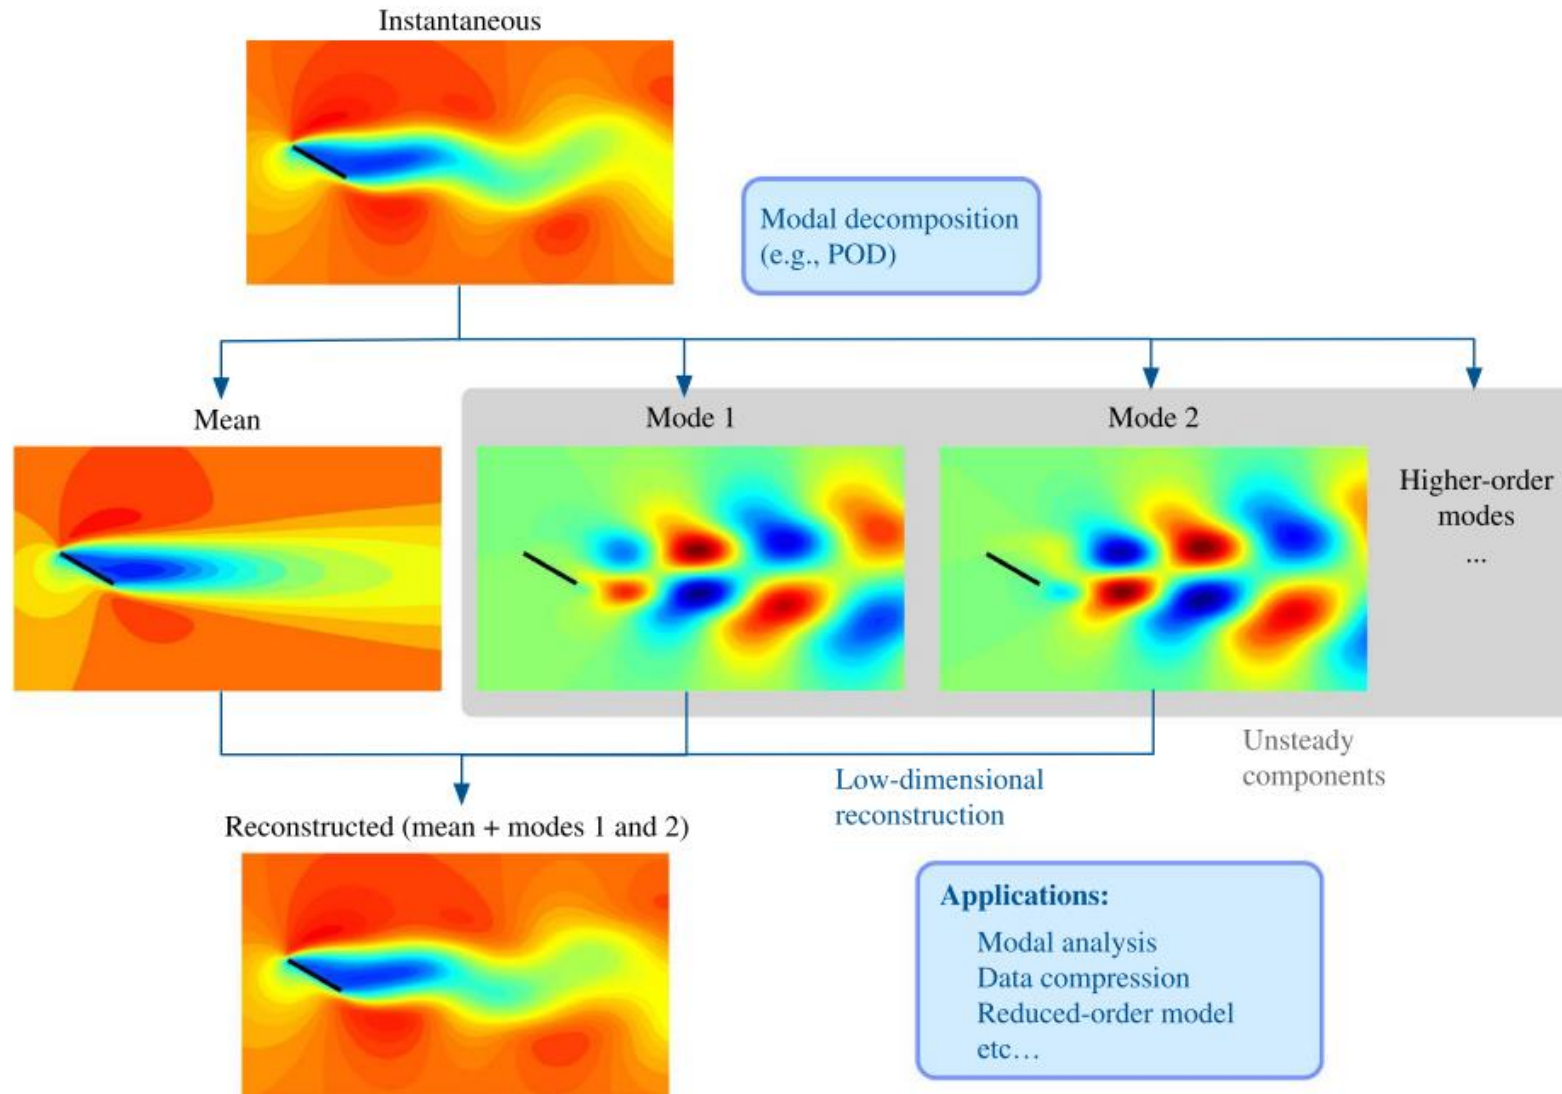 Instantaneous
Modal decomposition
(e.g., POD)
Mean
Mode 1
Mode 2
Higher-order
modes
...
Unsteady
components
Low-dimensional
reconstruction
Reconstructed (mean + modes 1 and 2)
Applications:
Modal analysis
Data compression
Reduced-order model
etc…